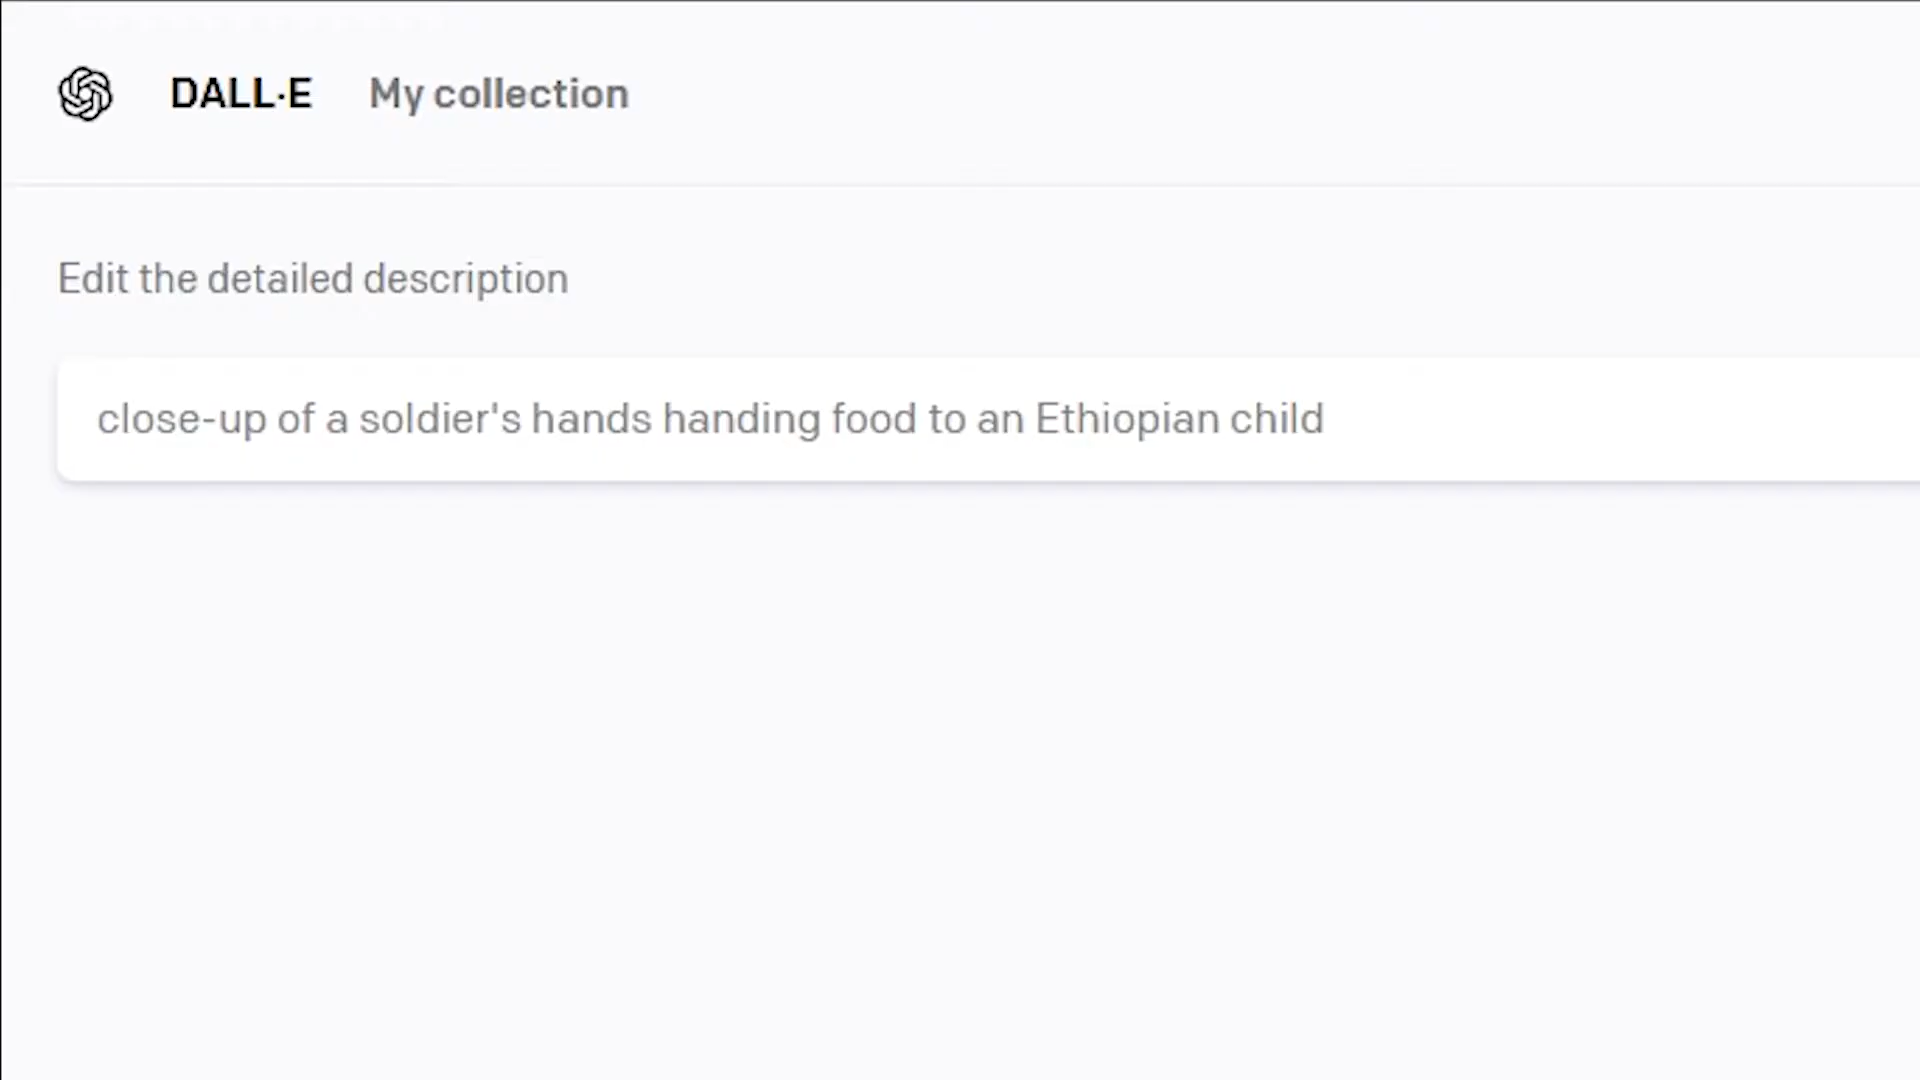 DALL·E My collection
Edit the detailed description
close-up of a soldier's hands handing food to an Ethiopian child